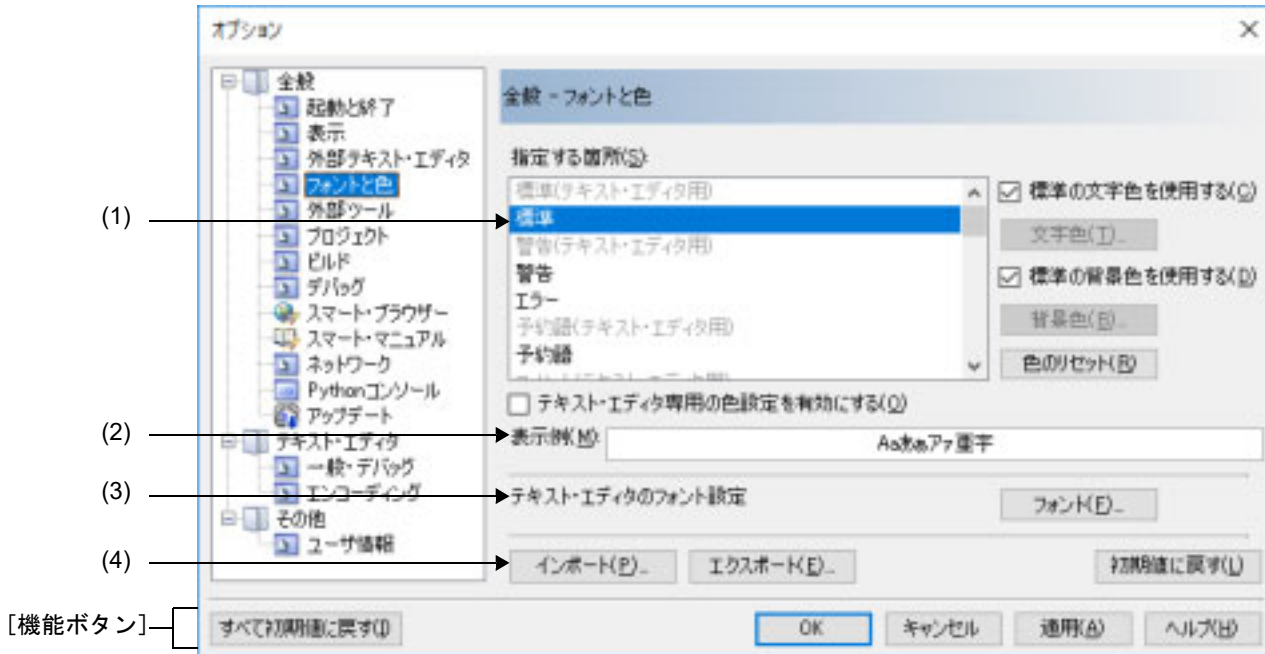 オプション
全般
起動と終了
表示
外部テキスト・エディタ
フォントと色
外部ツール
プロジェクト
ビルド
デバッグ
スマート・ブラウザー
スマート・マニュアル
ネットワーク
Pythonコンソール
アップデート
テキスト・エディタ
一般・デバッグ
エンコーディング
その他
ユーザ情報
全般 - フォントと色
指定する箇所(S):
標準(テキスト・エディタ用)
標準
警告(テキスト・エディタ用)
警告
エラー
予約語(テキスト・エディタ用)
予約語
標準の文字色を使用する(C)
文字色(T)...
標準の背景色を使用する(D)
背景色(B)...
色のリセット(R)
テキスト・エディタ専用の色設定を有効にする(O)
表示例(M):
Aaあぁアァ亜宇
テキスト・エディタのフォント設定
フォント(F)...
インポート(P)...
エクスポート(E)...
初期値に戻す(L)
すべて初期値に戻す(I)
OK
キャンセル
適用(A)
ヘルプ(H)
(1)
(2)
(3)
(4)
[機能ボタン]